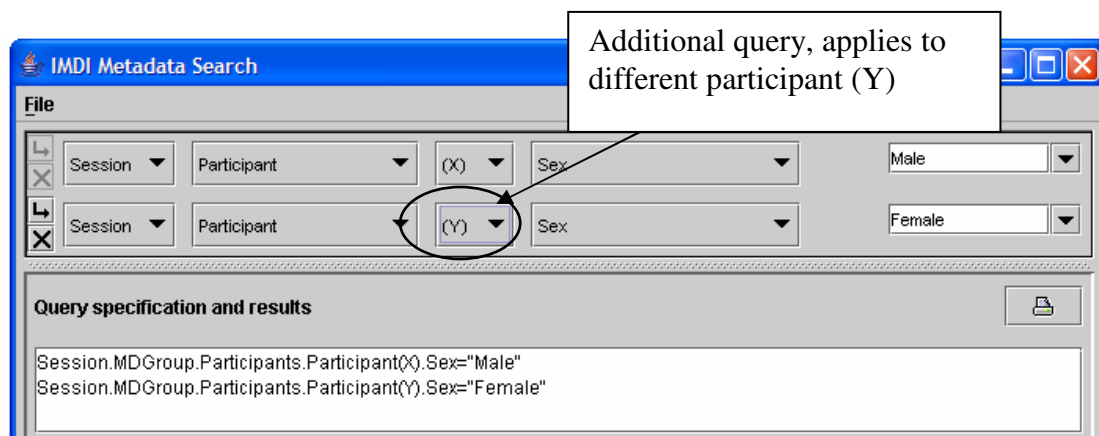 Additional query, applies to
different participant (Y)
IMDI Metadata Search
File
Session Participant (X) Sex Male
Session Participant (Y) Sex Female
Query specification and results
Session.MDGroup.Participants.Participant(X).Sex="Male"
Session.MDGroup.Participants.Participant(Y).Sex="Female"